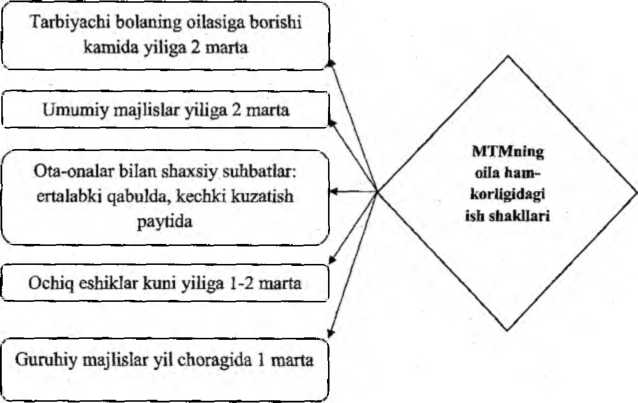 Tarbiyachi bolaning oilasiga borishi
kamida yiliga 2 marta
Umumiy majlislar yiliga 2 marta
Ota-onalar bilan shaxsiy suhbatlar:
ertalabki qabulda, kechki kuzatish
paytida
Ochiq eshiklar kuni yiliga 1-2 marta
Guruhiy majlislar yil choragida 1 marta
MTMning
oila ham-
korligidagi
ish shakllari